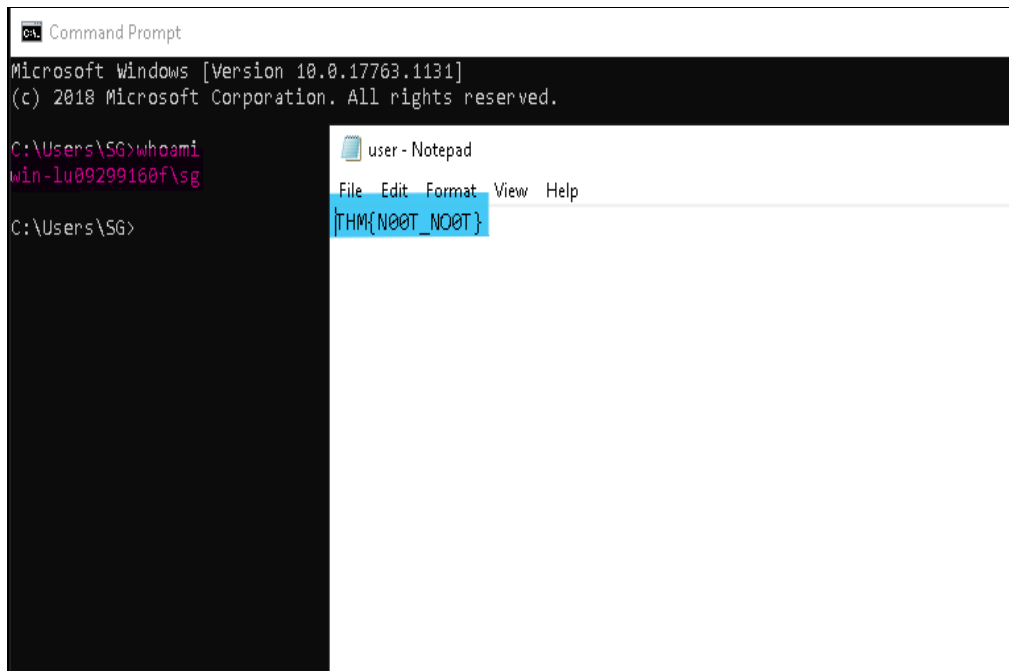 Command Prompt
Microsoft Windows [Version 10.0.17763.1131]
(c) 2018 Microsoft Corporation. All rights reserved.
C:\Users\SG>whoami
win-lu09299160f\sg
C:\Users\SG>
user - Notepad
File Edit Format View Help
THM{N00T_NO0T}